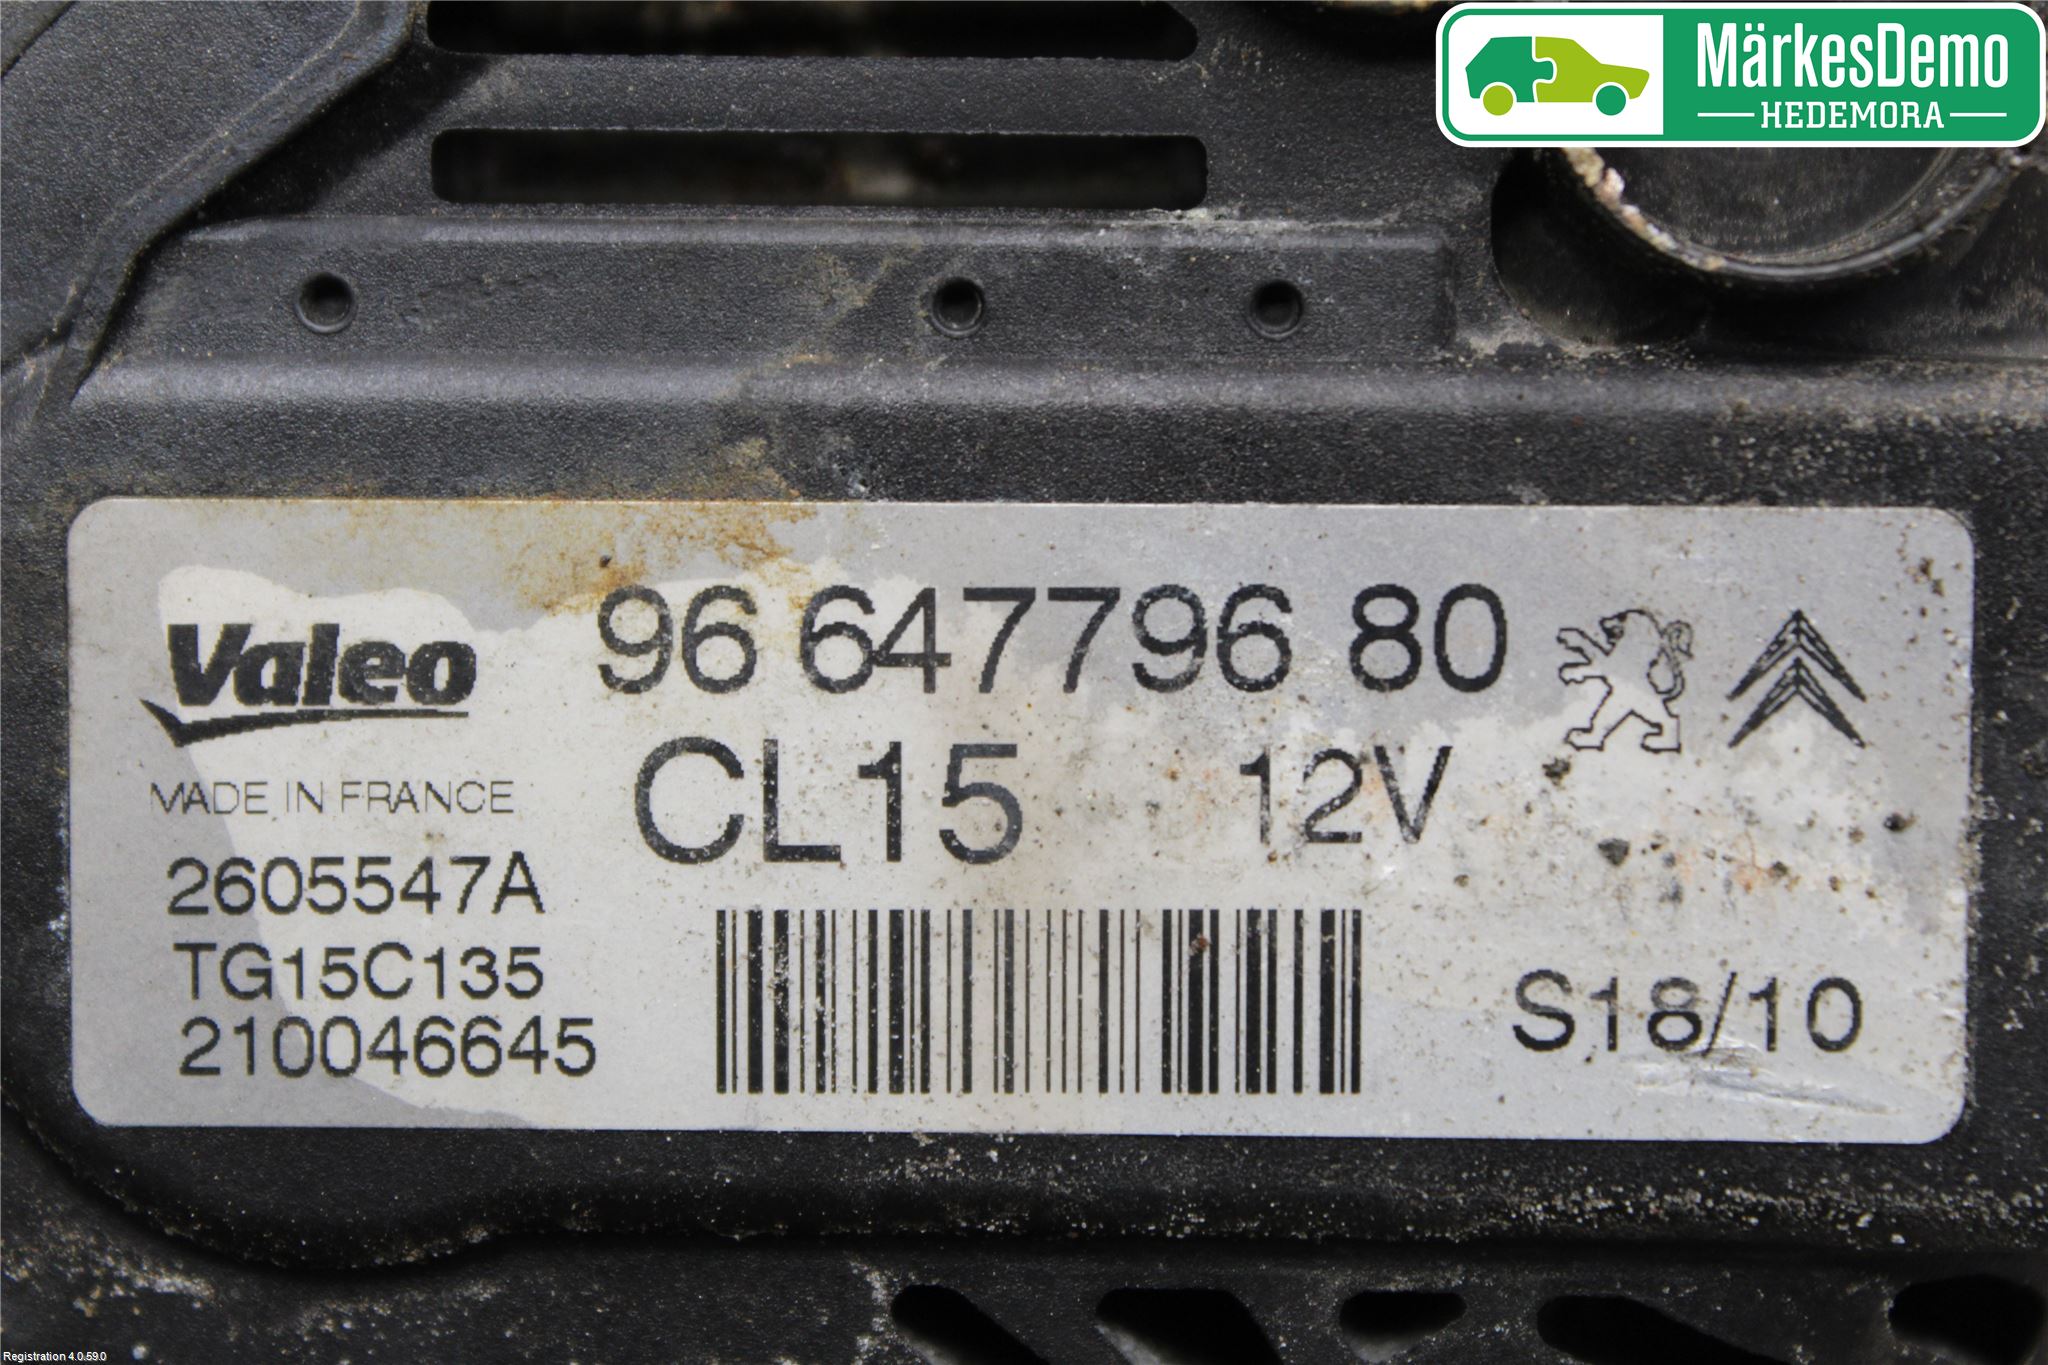 MärkesDemo
HEDEMORA
Valeo
96 647796 80
CL15 12V
MADE IN FRANCE
2605547A
TG15C135
210046645
S18/10
Registration 4.0.59.0